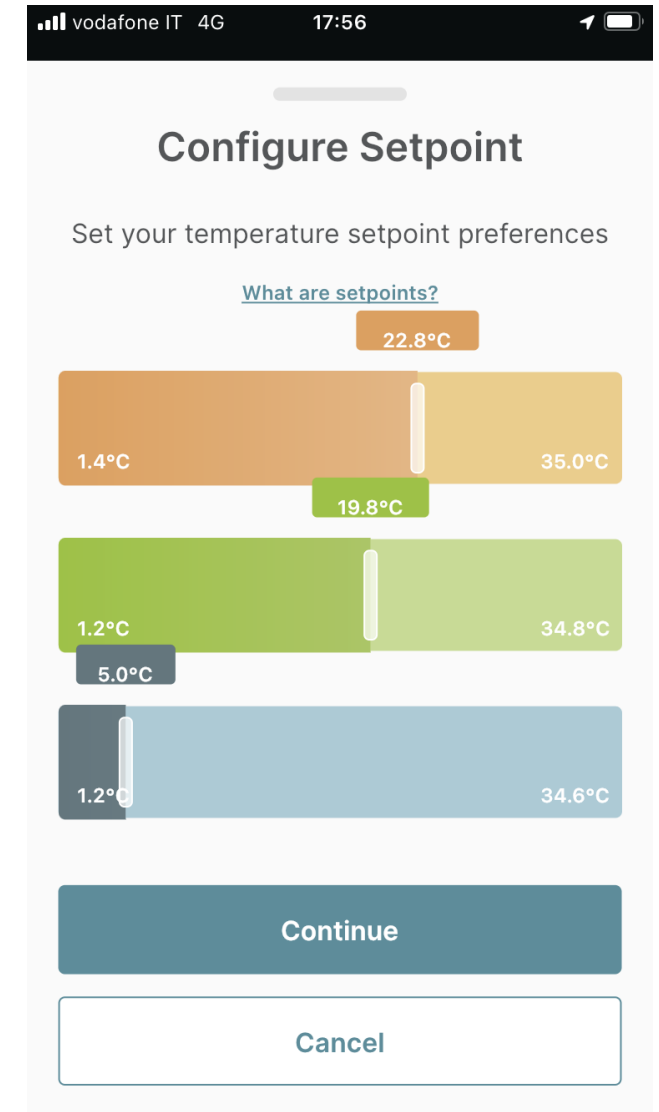 vodafone IT 4G 17:56
Configure Setpoint
Set your temperature setpoint preferences
What are setpoints?
22.8°C
1.4°C 35.0°C
19.8°C
1.2°C 34.8°C
5.0°C
1.2°C 34.6°C
Continue
Cancel